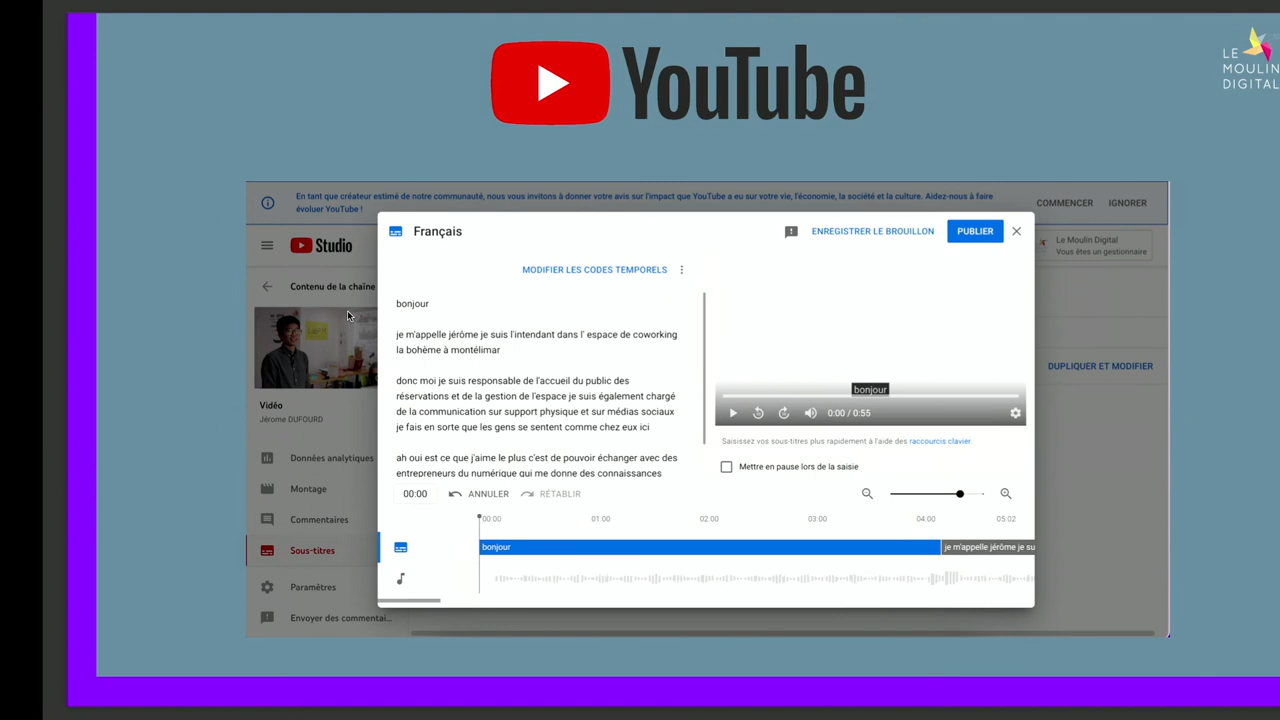 YouTube
LE
MOULIN
DIGITAL
En tant que créateur estimé de notre communauté, nous vous invitons à donner votre avis sur l'impact que YouTube a eu sur votre vie, l'économie, la société et la culture. Aidez-nous à faire
évoluer YouTube !
COMMENCER
IGNORER
Studio
Le Moulin Digital
Vous êtes un gestionnaire
Contenu de la chaîne
Vidéo
Jérome DUFOURD
Données analytiques
Montage
Commentaires
Sous-titres
Paramètres
Envoyer des commentai...
DUPLIQUER ET MODIFIER
Français
ENREGISTRER LE BROUILLON
PUBLIER
MODIFIER LES CODES TEMPORELS
bonjour
je m'appelle jérôme je suis l'intendant dans l' espace de coworking
la bohème à montélimar
donc moi je suis responsable de l'accueil du public des
réservations et de la gestion de l'espace je suis également chargé
de la communication sur support physique et sur médias sociaux
je fais en sorte que les gens se sentent comme chez eux ici
ah oui est ce que j'aime le plus c'est de pouvoir échanger avec des
entrepreneurs du numérique qui me donne des connaissances
bonjour
0:00 / 0:55
Saisissez vos sous-titres plus rapidement à l'aide des raccourcis clavier.
Mettre en pause lors de la saisie
00:00
ANNULER
RÉTABLIR
00:00 01:00 02:00 03:00 04:00 05:02
bonjour
je m'appelle jérôme je su